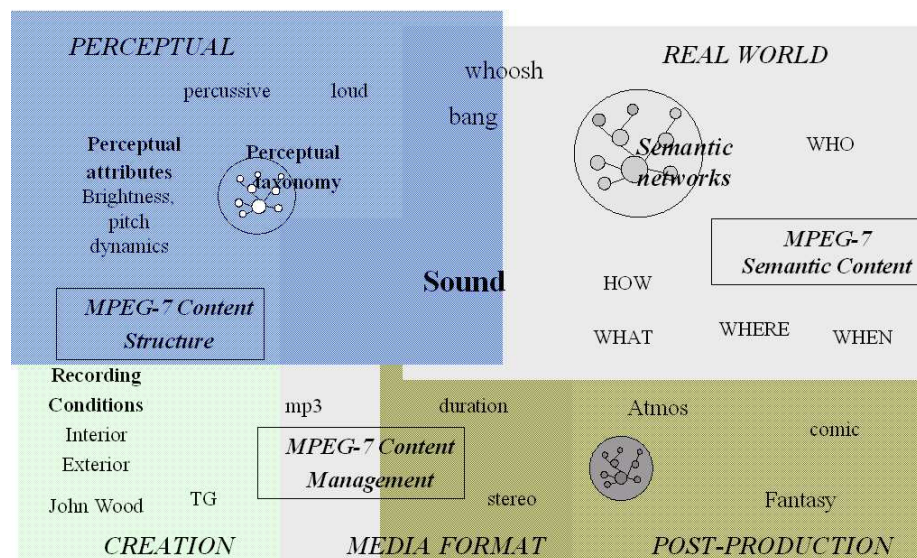 PERCEPTUAL
REAL WORLD
whoosh
percussive
loud
bang
Perceptual
attributes
Brightness,
pitch
dynamics
Perceptual
taxonomy
Semantic
networks
WHO
MPEG-7
Semantic Content
Sound
HOW
MPEG-7 Content
Structure
WHAT
WHERE
WHEN
Recording
Conditions
Interior
Exterior
John Wood
TG
mp3
duration
Atmos
comic
MPEG-7 Content
Management
stereo
Fantasy
CREATION
MEDIA FORMAT
POST-PRODUCTION